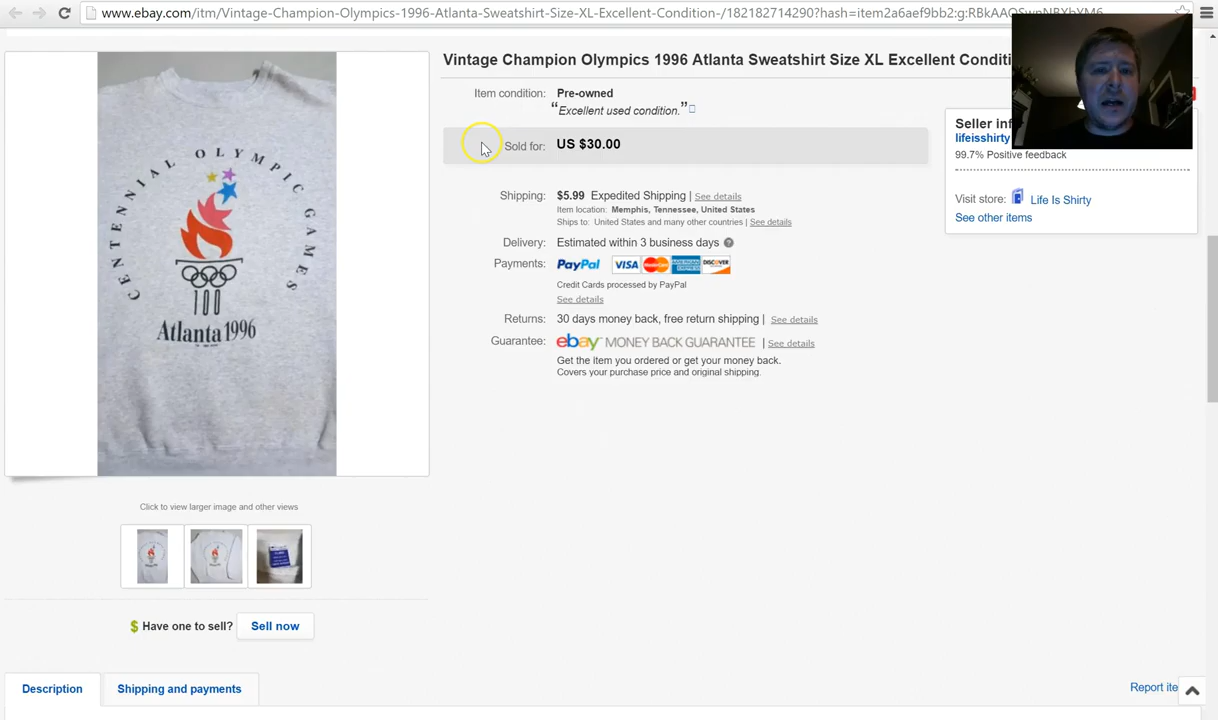 www.ebay.com/itm/Vintage-Champion-Olympics-1996-Atlanta-Sweatshirt-Size-XL-Excellent-Condition-/182182714290?hash=item2a6aef9bb2:g:
Vintage Champion Olympics 1996 Atlanta Sweatshirt Size XL Excellent
Item condition: Pre-owned
“Excellent used condition.”
Sold for: US $30.00
Shipping: $5.99 Expedited Shipping | See details
Item location: Memphis, Tennessee, United States
Ships to: United States and many other countries | See details
Delivery: Estimated within 3 business days
Payments: PayPal VISA MasterCard AMERICAN EXPRESS DISCOVER
Credit Cards processed by PayPal
See details
Returns: 30 days money back, free return shipping | See details
Guarantee: ebay MONEY BACK GUARANTEE | See details
Get the item you ordered or get your money back.
Covers your purchase price and original shipping.
Seller
lifeisshirty
99.7% Positive feedback
Visit store: Life Is Shirty
See other items
CENTENNIAL OLYMPIC GAMES
Atlanta 1996
Click to view larger image and other views
$ Have one to sell? Sell now
Description
Shipping and payments
Report